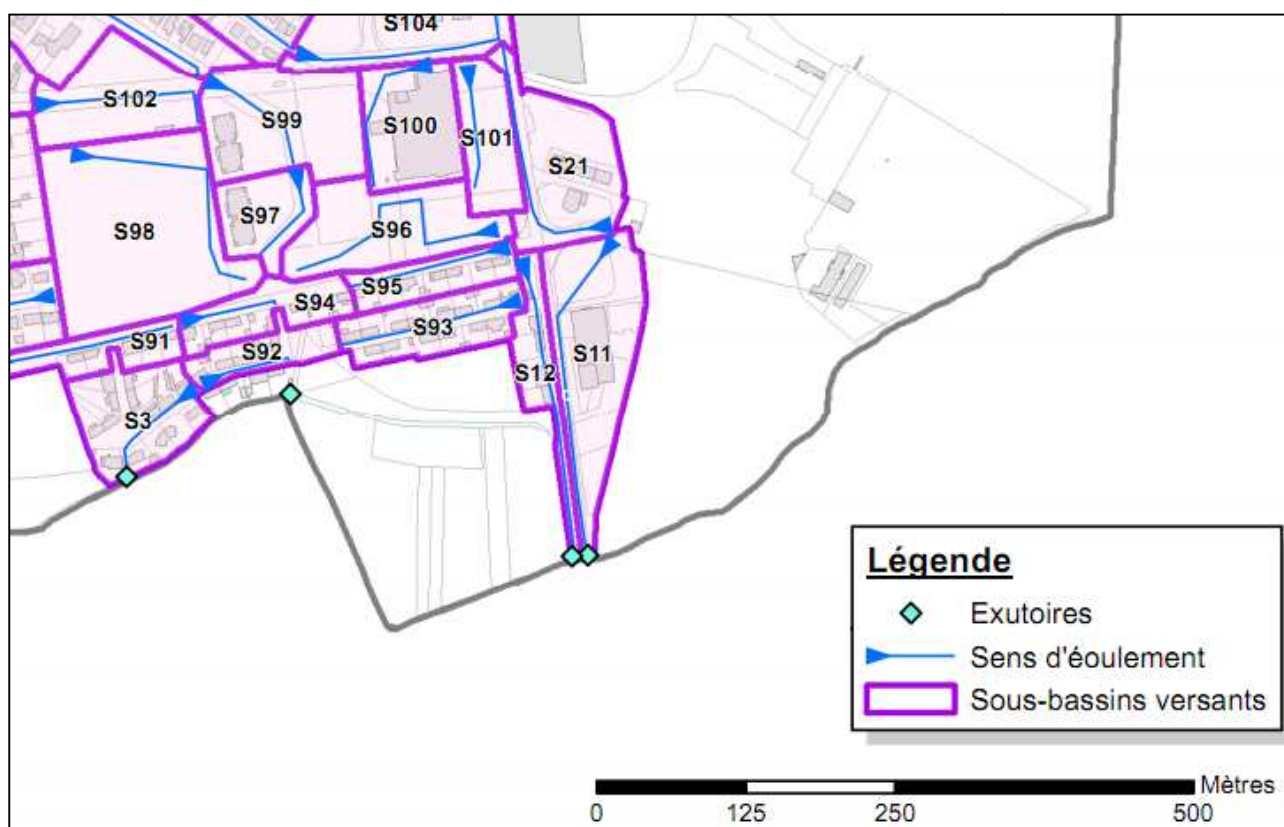 S104
S102
S99
S100
S101
S21
S97
S98
S96
S95
S94
S93
S91
S92
S12
S11
S3
Légende
Exutoires
Sens d'éoulement
Sous-bassins versants
Mètres
0 125 250 500